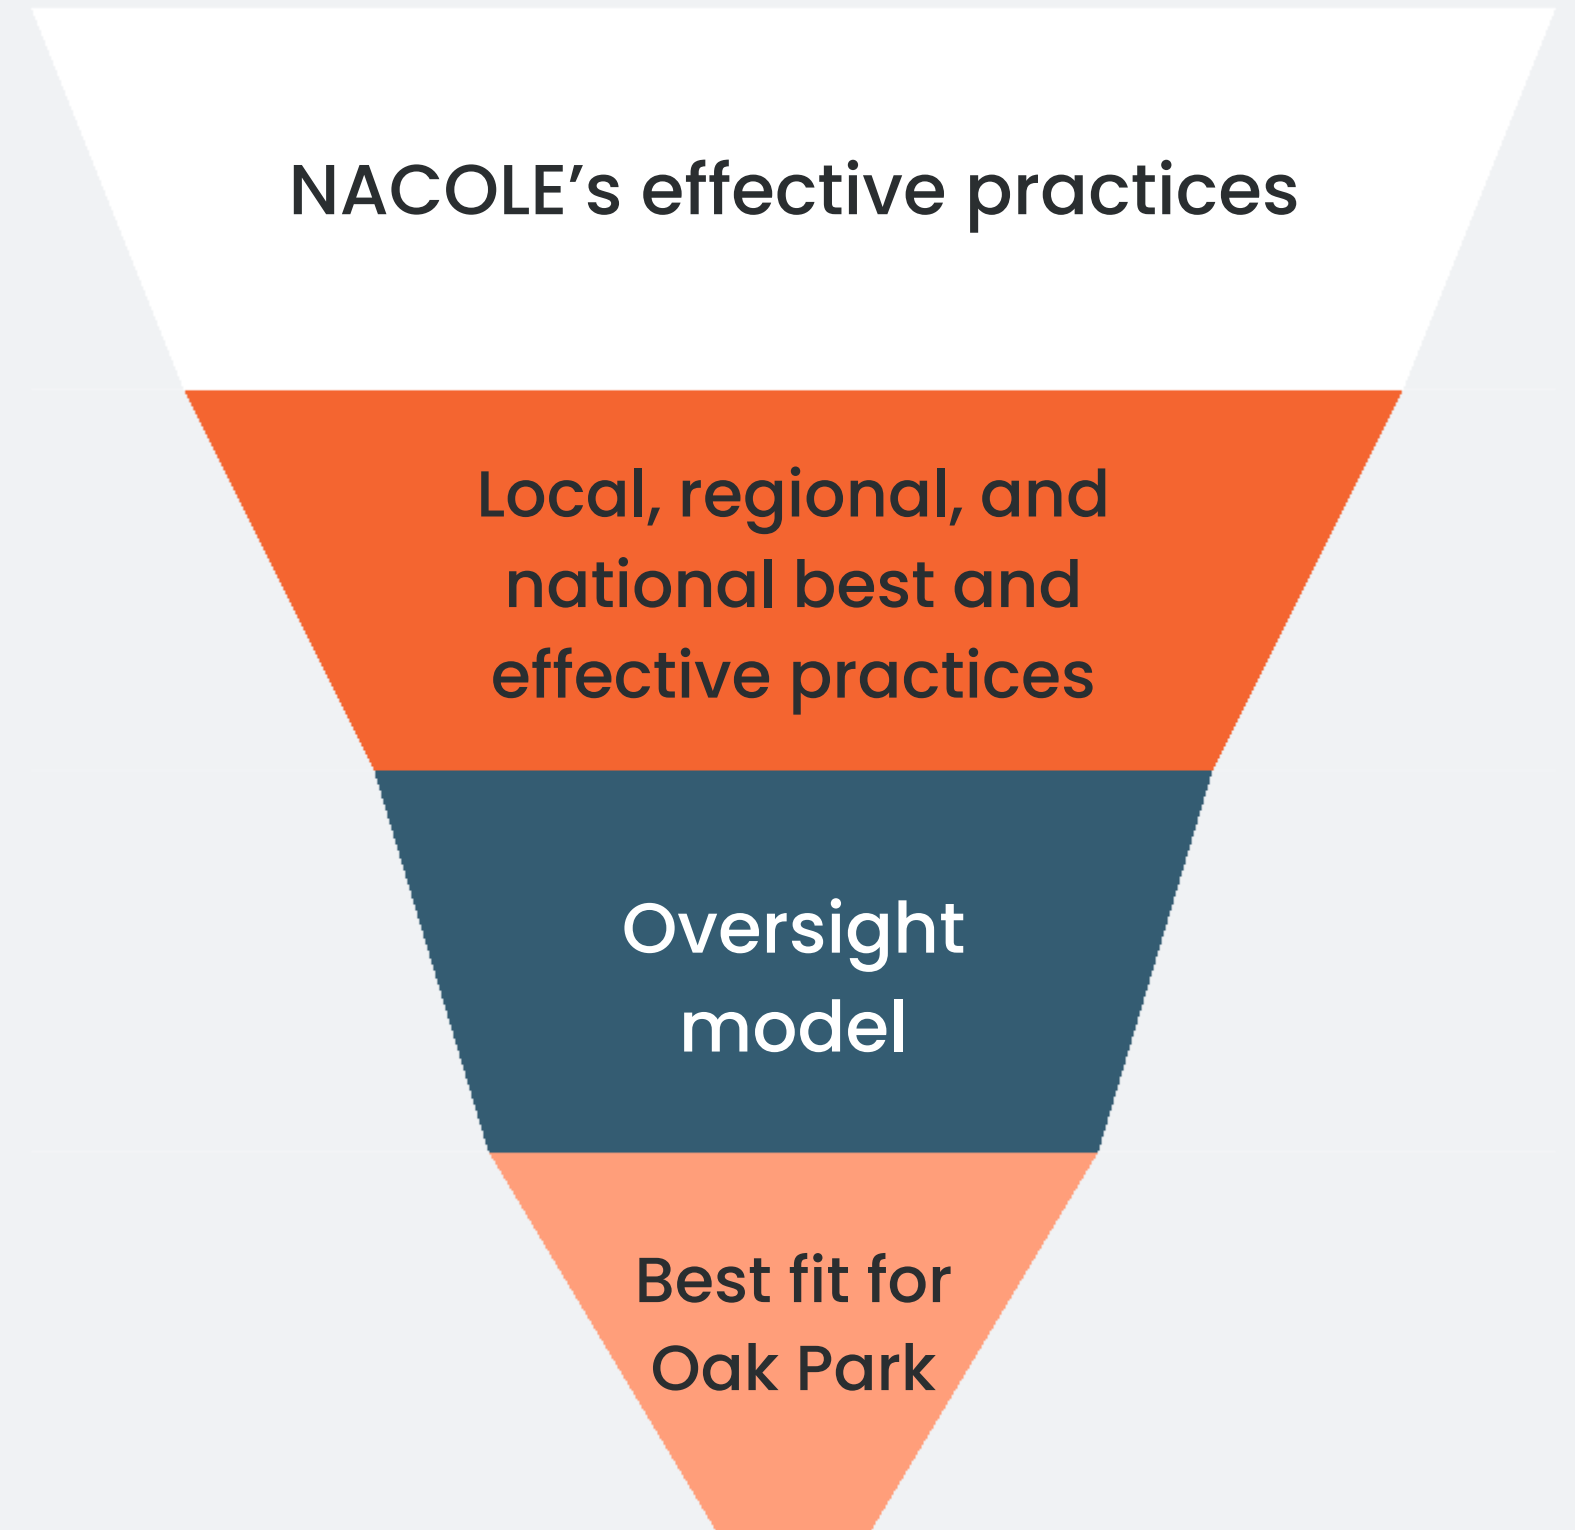 NACOLE’s effective practices
Local, regional, and
national best and
effective practices
Oversight
model
Best fit for
Oak Park